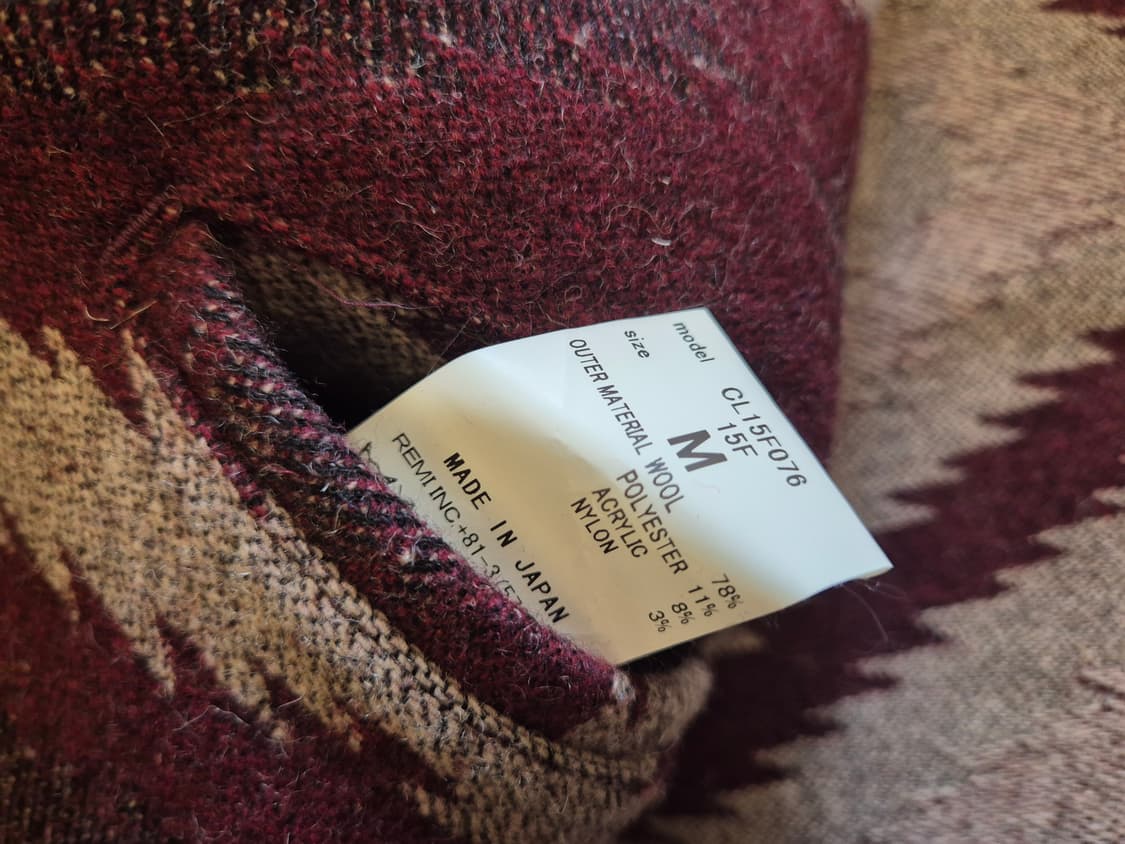 model CL15F076
15F
size M
OUTER MATERIAL WOOL 78%
POLYESTER 11%
ACRYLIC 8%
NYLON 3%
MADE IN JAPAN
REMI INC.+81-3